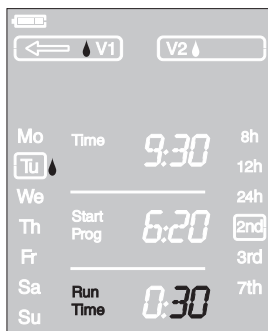 V1 V2
Mo Time 9:30 8h
Tu 12h
We 24h
Th Start Prog 6:20 2nd
Fr 3rd
Sa Run Time 0:30 7th
Su